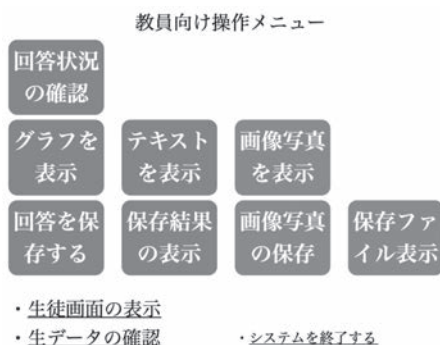 教員向け操作メニュー
回答状況
の確認
グラフを
表示
テキスト
を表示
画像写真
を表示
回答を保
存する
保存結果
の表示
画像写真
の保存
保存ファ
イル表示
・生徒画面の表示
・生データの確認
・システムを終了する